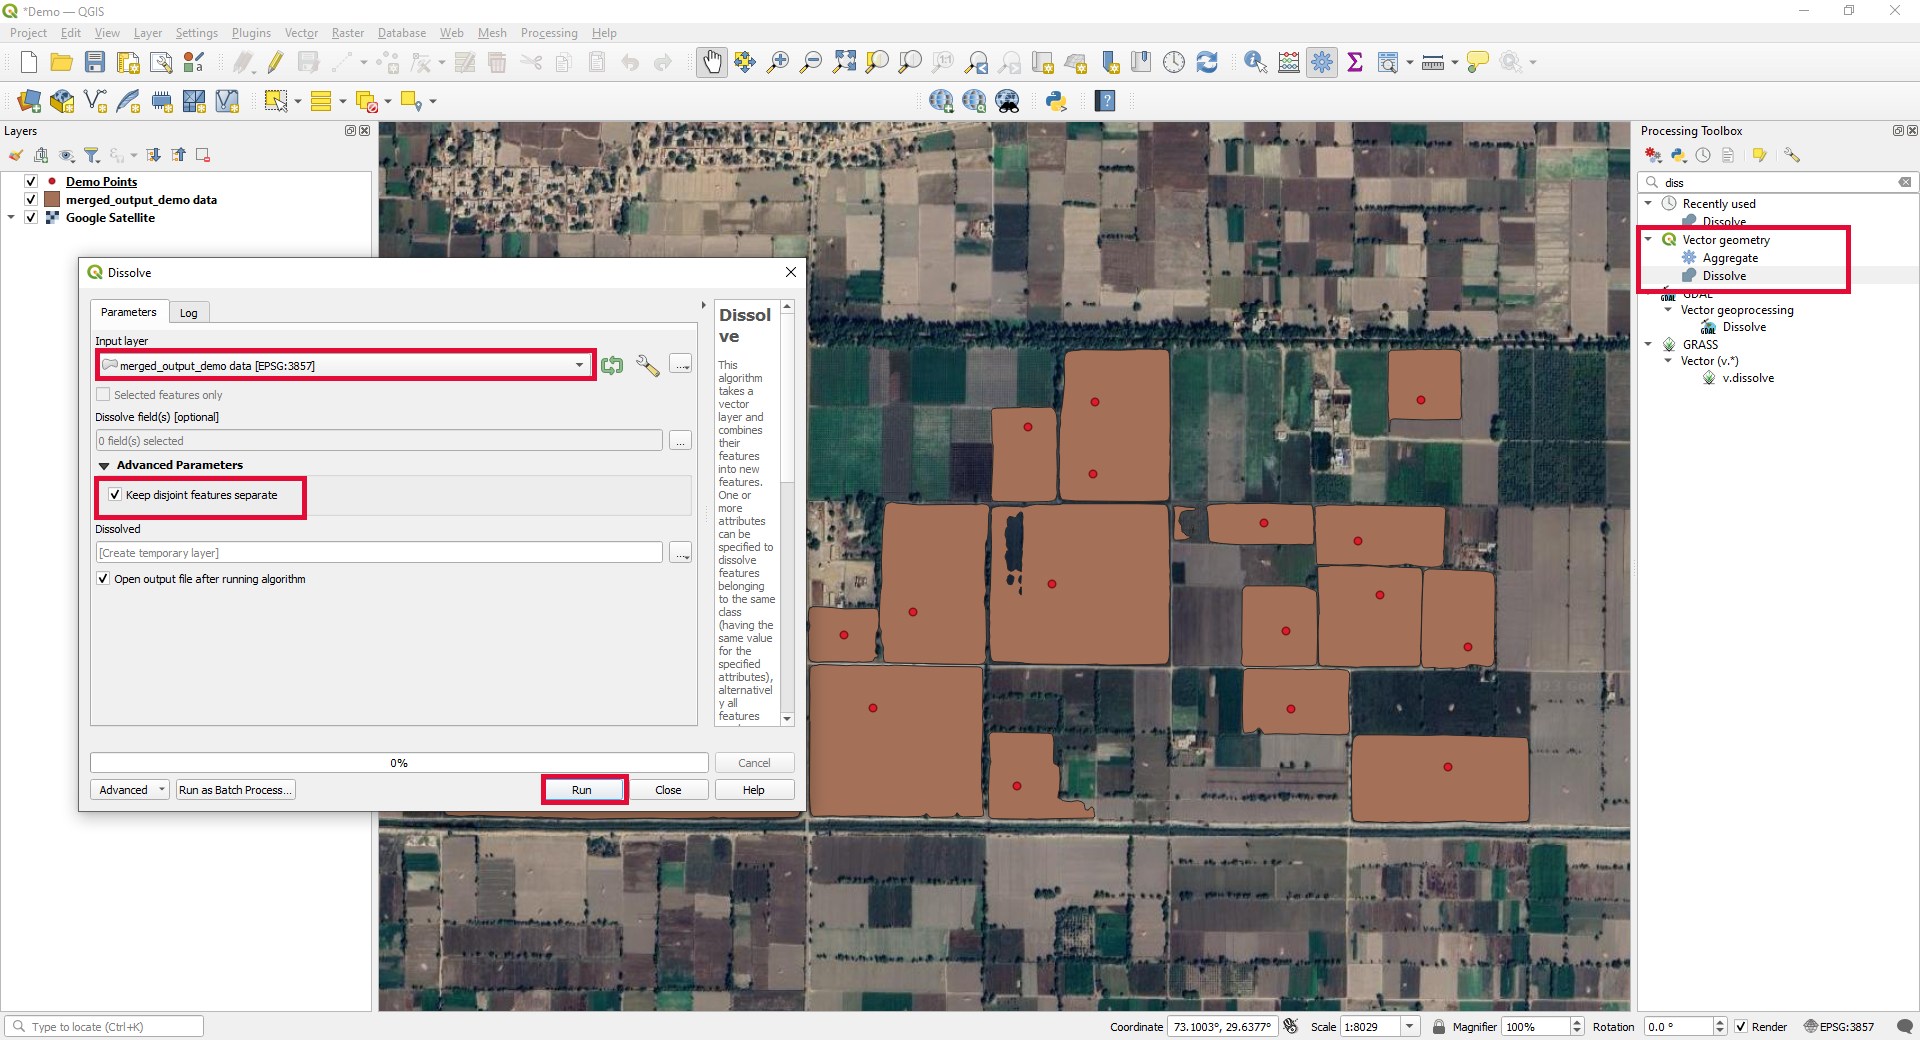 *Demo — QGIS
Project Edit View Layer Settings Plugins Vector Raster Database Web Mesh Processing Help
Layers
Demo Points
merged_output_demo data
Google Satellite
Dissolve
Parameters
Log
Input layer
merged_output_demo data [EPSG:3857]
Selected features only
Dissolve field(s) [optional]
0 field(s) selected
...
Advanced Parameters
Keep disjoint features separate
Dissolved
[Create temporary layer]
...
Open output file after running algorithm
Dissol
ve
This
algorithm
takes a
vector
layer and
combines
their
features
into new
features.
One or
more
attributes
can be
specified to
dissolve
features
belonging
to the same
class
(having the
same value
for the
specified
attributes),
alternativel
y all
features
0%
Cancel
Advanced
Run as Batch Process...
Run
Close
Help
Processing Toolbox
diss
Recently used
Dissolve
Vector geometry
Aggregate
Dissolve
GDAL
Vector geoprocessing
Dissolve
GRASS
Vector (v.*)
v.dissolve
Type to locate (Ctrl+K)
Coordinate 73.1003°, 29.6377° Scale 1:8029 Magnifier 100% Rotation 0.0 ° Render EPSG:3857